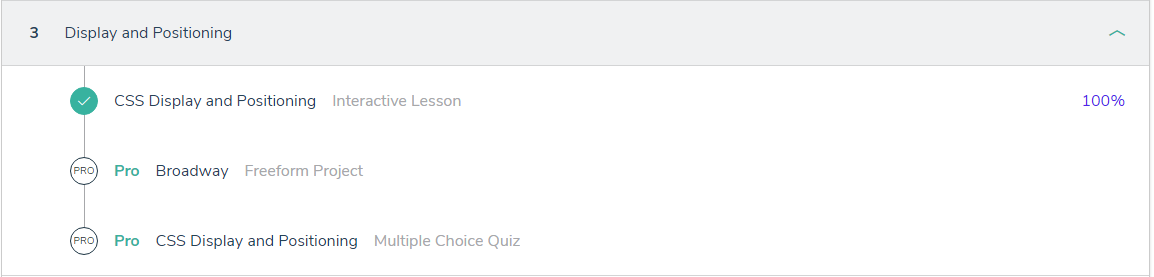 3 Display and Positioning
CSS Display and Positioning Interactive Lesson 100%
PRO Pro Broadway Freeform Project
PRO Pro CSS Display and Positioning Multiple Choice Quiz